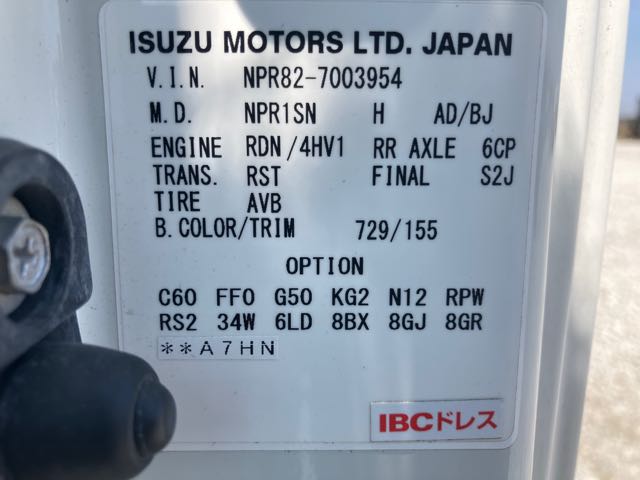 ISUZU MOTORS LTD. JAPAN
V.I.N. NPR82-7003954
M.D. NPR1SN H AD/BJ
ENGINE RDN/4HV1 RR AXLE 6CP
TRANS. RST FINAL S2J
TIRE AVB
B.COLOR/TRIM 729/155
OPTION
C60 FF0 G50 KG2 N12 RPW
RS2 34W 6LD 8BX 8GJ 8GR
**A7HN
IBCドレス